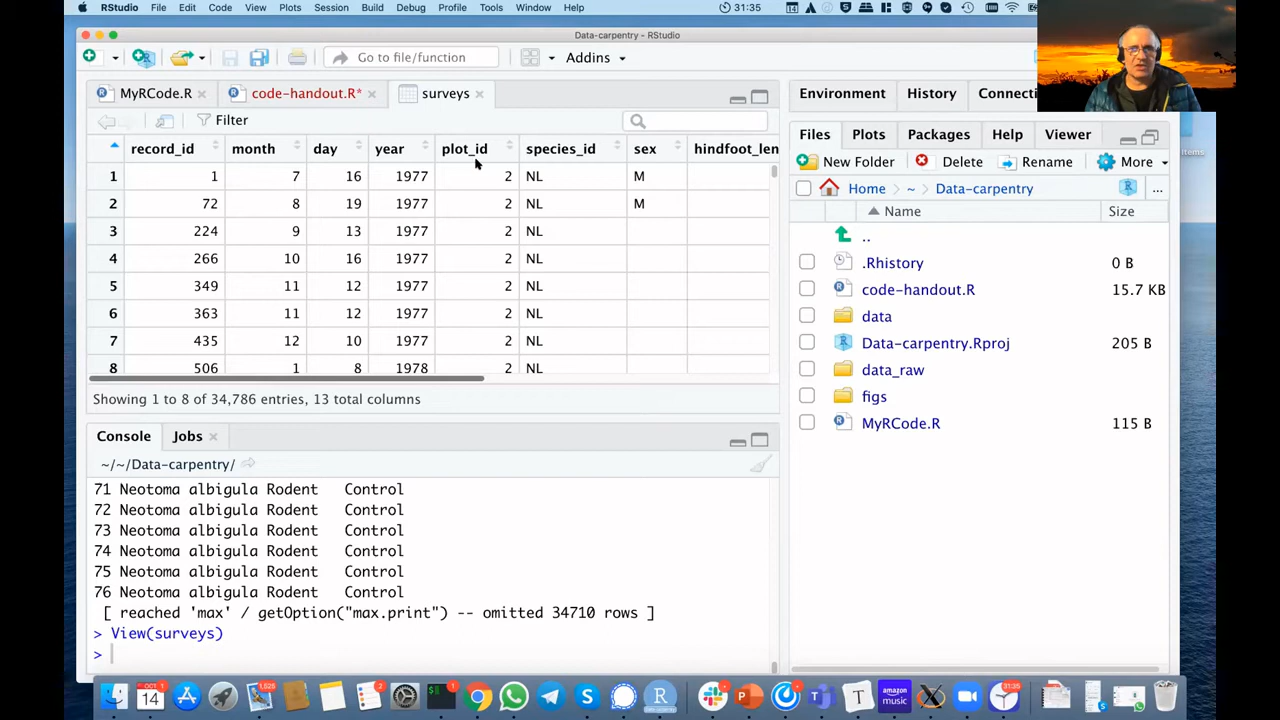 RStudio File Edit Code View Plots Session Build Debug Profile Tools Window Help 31:35
Data-carpentry - RStudio
Go to file/function Addins
MyRCode.R code-handout.R* surveys
Filter
record_id month day year plot_id species_id sex hindfoot_len
1 1 7 16 1977 2 NL M
2 72 8 19 1977 2 NL M
3 224 9 13 1977 2 NL
4 266 10 16 1977 2 NL
5 349 11 12 1977 2 NL
6 363 11 12 1977 2 NL
7 435 12 10 1977 2 NL
8 506 1 8 1978 2 NL
Showing 1 to 8 of 34,786 entries, 13 total columns
Console Jobs
~/~/Data-carpentry/
71 Neotoma albigula Rodent Control
72 Neotoma albigula Rodent Control
73 Neotoma albigula Rodent Control
74 Neotoma albigula Rodent Control
75 Neotoma albigula Rodent Control
76 Neotoma albigula Rodent Control
[ reached 'max' / getOption("max.print") -- omitted 34710 rows ]
> View(surveys)
>
Environment History Connecti
Files Plots Packages Help Viewer
New Folder Delete Rename More
Home ~ Data-carpentry ...
Name Size
..
.Rhistory 0 B
code-handout.R 15.7 KB
data
Data-carpentry.Rproj 205 B
data_raw
figs
MyRCode.R 115 B
Items
amazon music
31:35